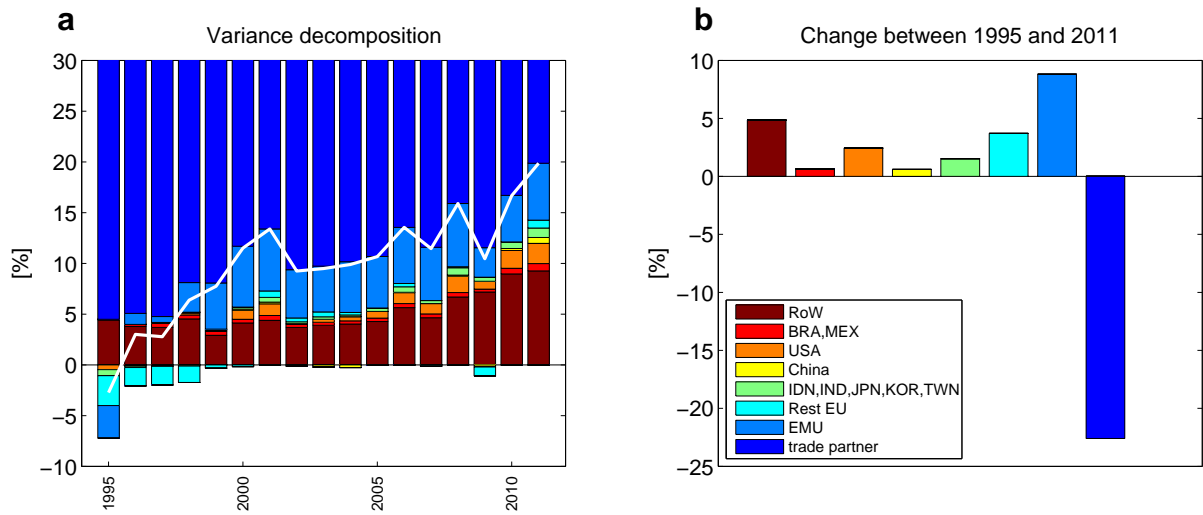 a
Variance decomposition
[%]
30
25
20
15
10
5
0
−5
−10
1995
2000
2005
2010
b
Change between 1995 and 2011
[%]
10
5
0
−5
−10
−15
−20
−25
RoW
BRA,MEX
USA
China
IDN,IND,JPN,KOR,TWN
Rest EU
EMU
trade partner